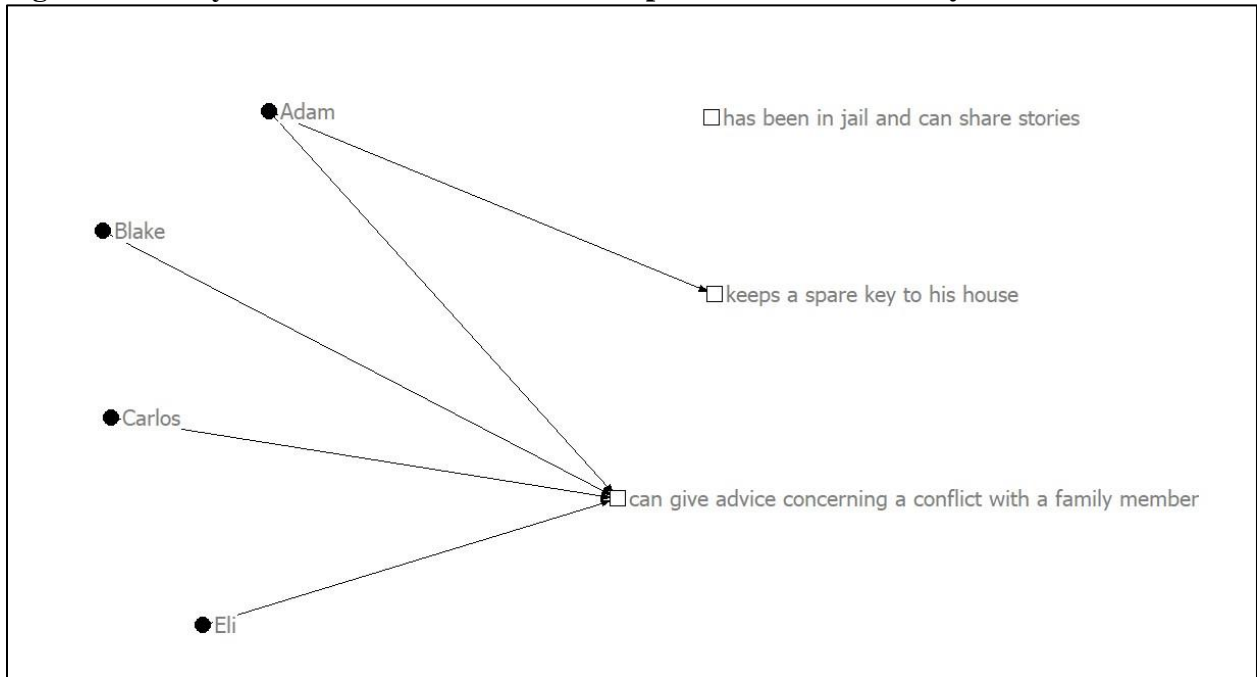 Adam
has been in jail and can share stories
Blake
keeps a spare key to his house
Carlos
can give advice concerning a conflict with a family member
Eli